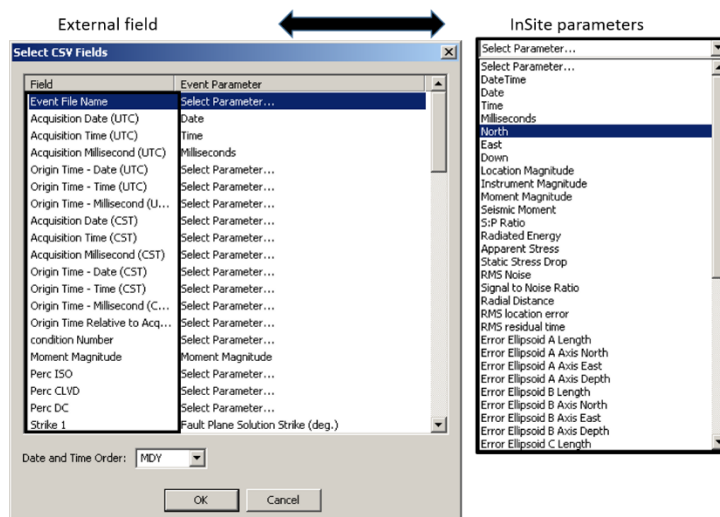 External field
InSite parameters
Select CSV Fields
Field Event Parameter
Event File Name Select Parameter...
Acquisition Date (UTC) Date
Acquisition Time (UTC) Time
Acquisition Millisecond (UTC) Milliseconds
Origin Time - Date (UTC) Select Parameter...
Origin Time - Time (UTC) Select Parameter...
Origin Time - Millisecond (U... Select Parameter...
Acquisition Date (CST) Select Parameter...
Acquisition Time (CST) Select Parameter...
Acquisition Millisecond (CST) Select Parameter...
Origin Time - Date (CST) Select Parameter...
Origin Time - Time (CST) Select Parameter...
Origin Time - Millisecond (C... Select Parameter...
Origin Time Relative to Acq... Select Parameter...
condition Number Select Parameter...
Moment Magnitude Moment Magnitude
Perc ISO Select Parameter...
Perc CLVD Select Parameter...
Perc DC Select Parameter...
Strike 1 Fault Plane Solution Strike (deg.)
Date and Time Order: MDY
OK Cancel
Select Parameter...
Select Parameter...
DateTime
Date
Time
Milliseconds
North
East
Down
Location Magnitude
Instrument Magnitude
Moment Magnitude
Seismic Moment
S:P Ratio
Radiated Energy
Apparent Stress
Static Stress Drop
RMS Noise
Signal to Noise Ratio
Radial Distance
RMS location error
RMS residual time
Error Ellipsoid A Length
Error Ellipsoid A Axis North
Error Ellipsoid A Axis East
Error Ellipsoid A Axis Depth
Error Ellipsoid B Length
Error Ellipsoid B Axis North
Error Ellipsoid B Axis East
Error Ellipsoid B Axis Depth
Error Ellipsoid C Length